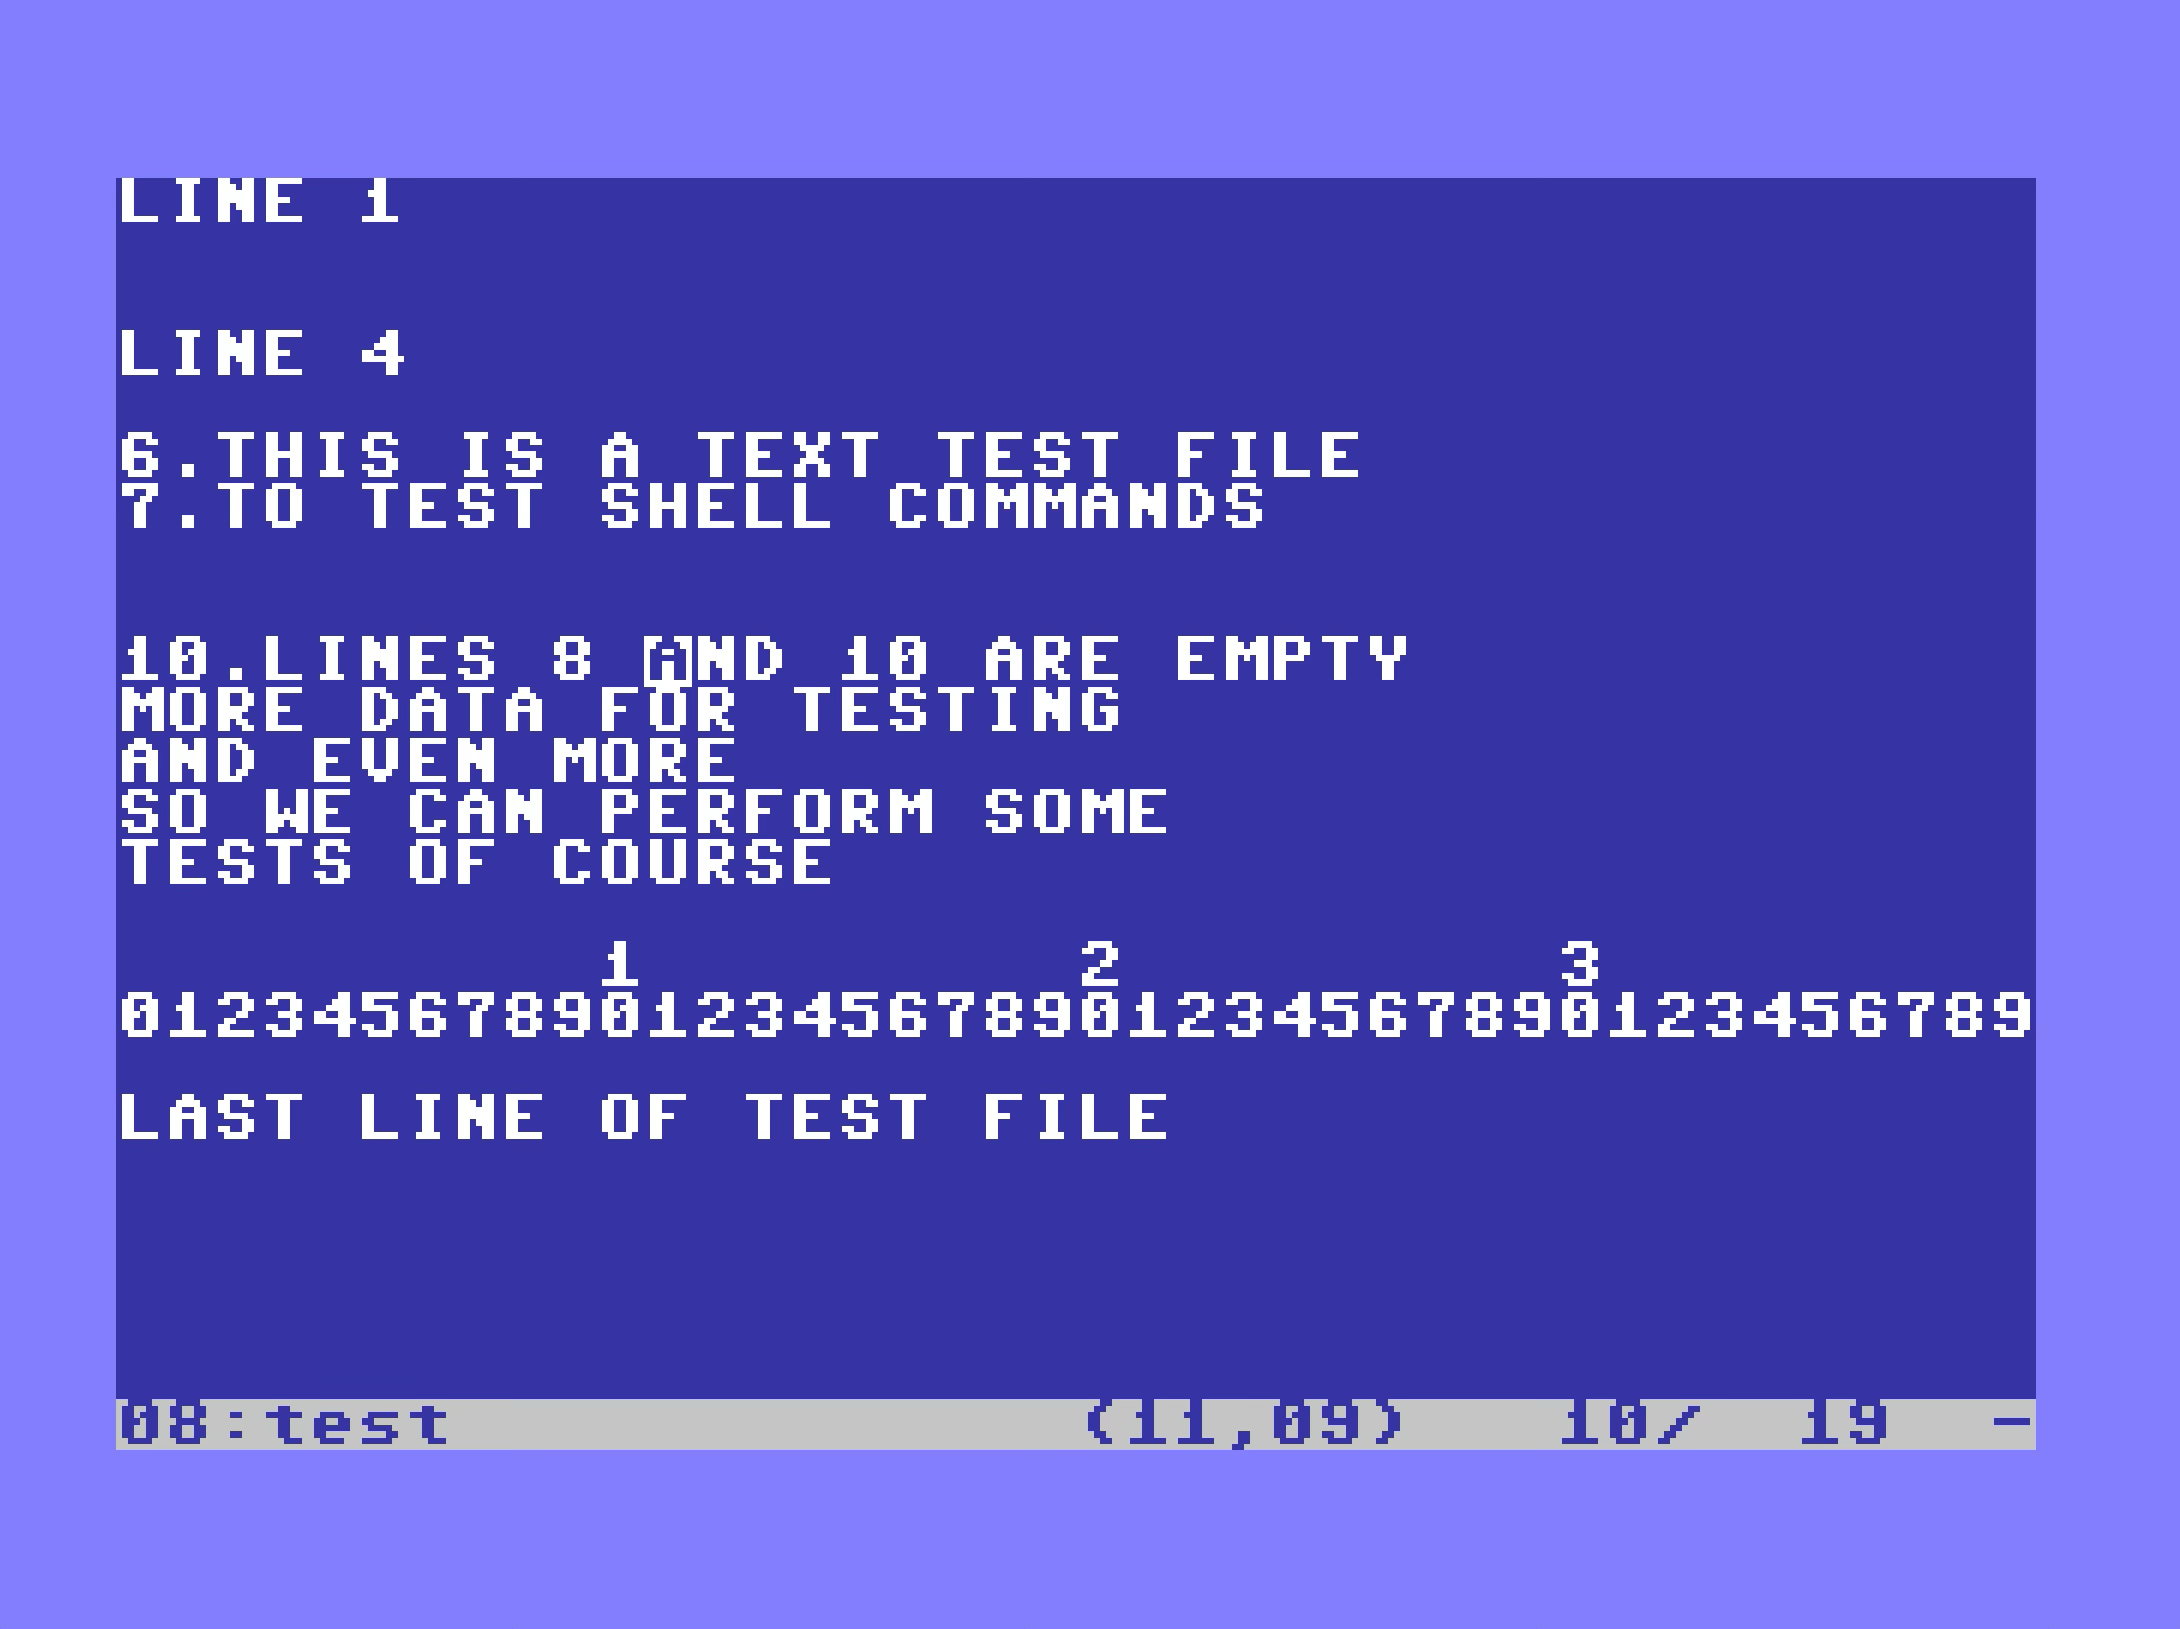 LINE 1
LINE 4
6.THIS IS A TEXT TEST FILE
7.TO TEST SHELL COMMANDS
10.LINES 8 AND 10 ARE EMPTY
MORE DATA FOR TESTING
AND EVEN MORE
SO WE CAN PERFORM SOME
TESTS OF COURSE
1 2 3
0123456789012345678901234567890123456789
LAST LINE OF TEST FILE
08:test (11,09) 10/ 19 -